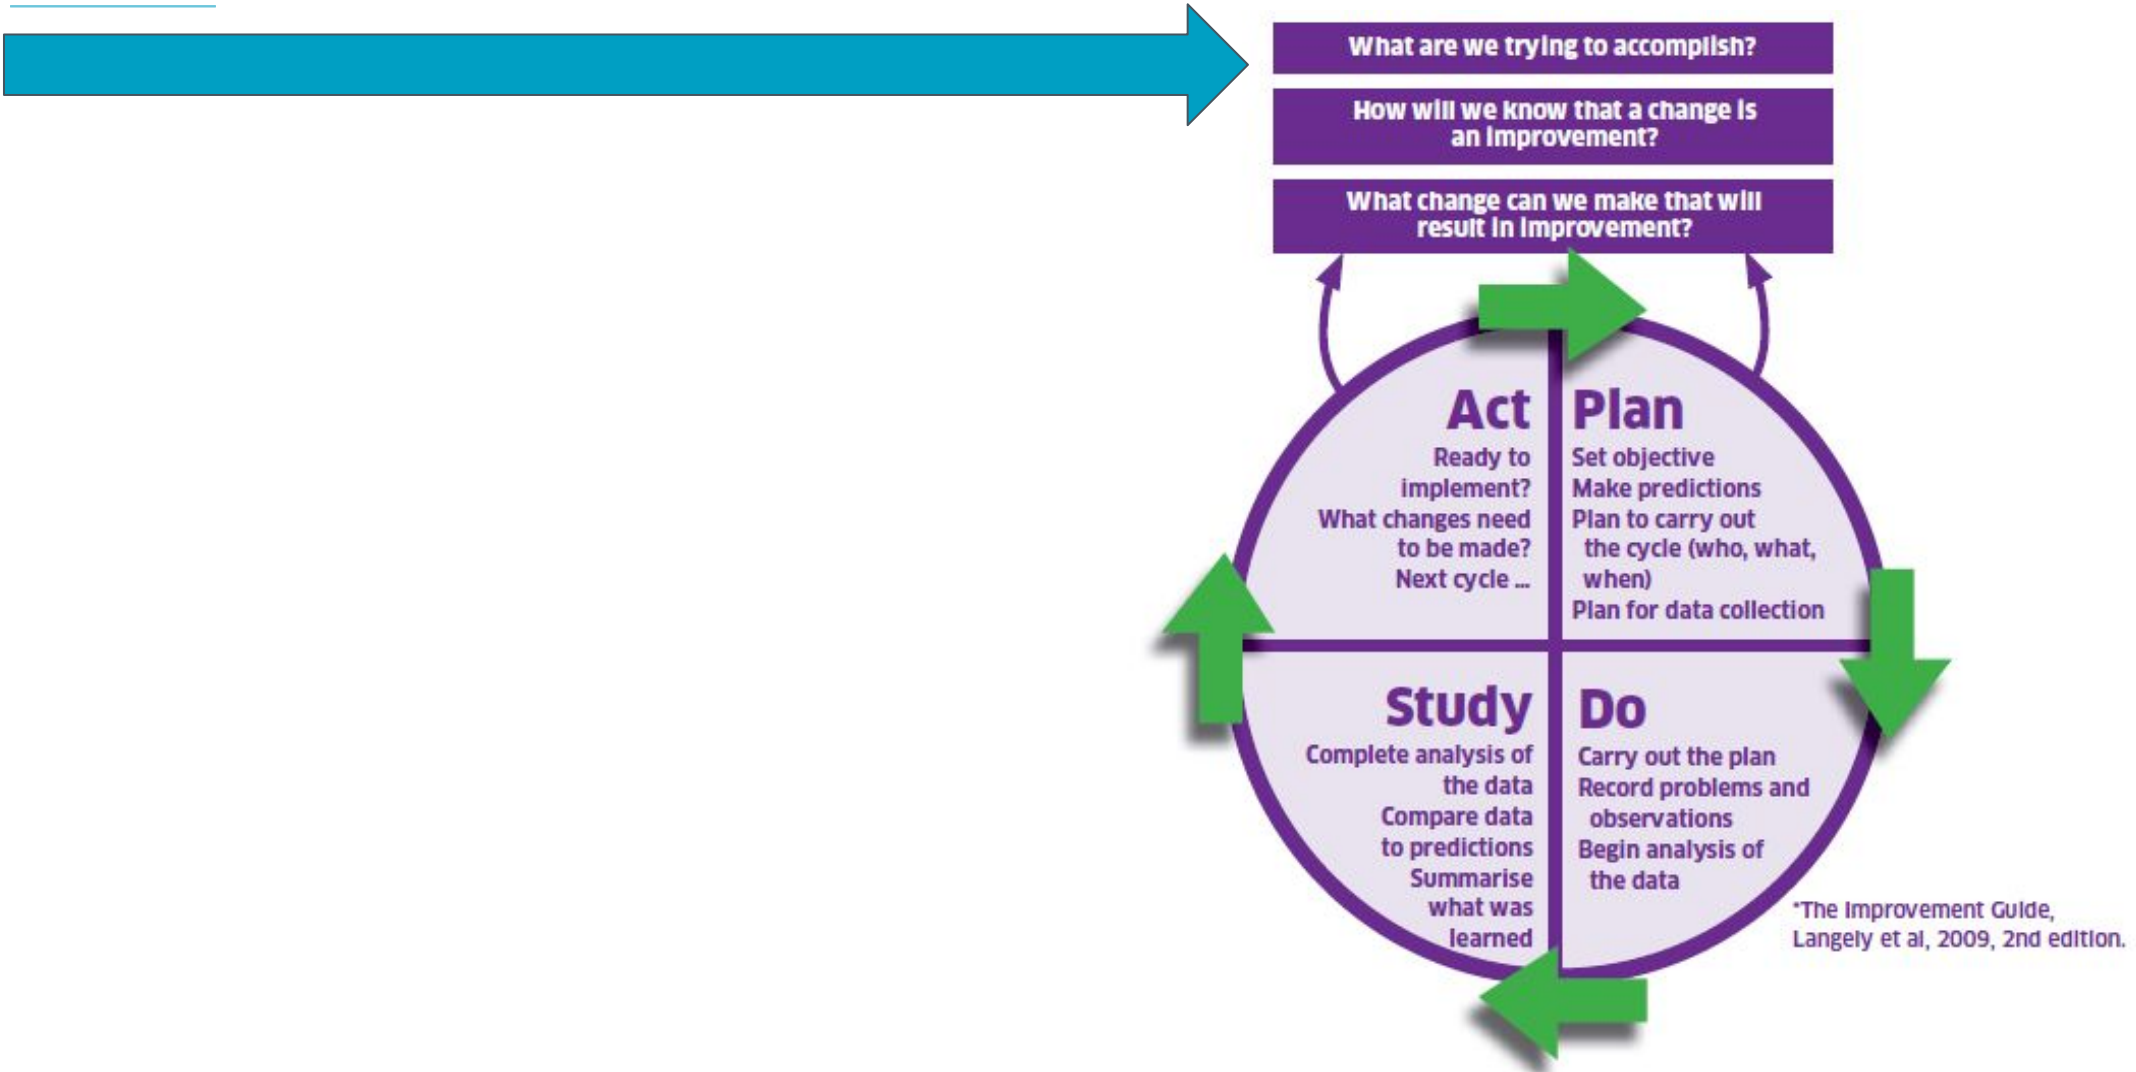 What are we trying to accomplish?
How will we know that a change is
an improvement?
What change can we make that will
result in improvement?
Act
Ready to
implement?
What changes need
to be made?
Next cycle ...
Plan
Set objective
Make predictions
Plan to carry out
the cycle (who, what,
when)
Plan for data collection
Study
Complete analysis of
the data
Compare data
to predictions
Summarise
what was
learned
Do
Carry out the plan
Record problems and
observations
Begin analysis of
the data
*The Improvement Guide,
Langely et al, 2009, 2nd edition.